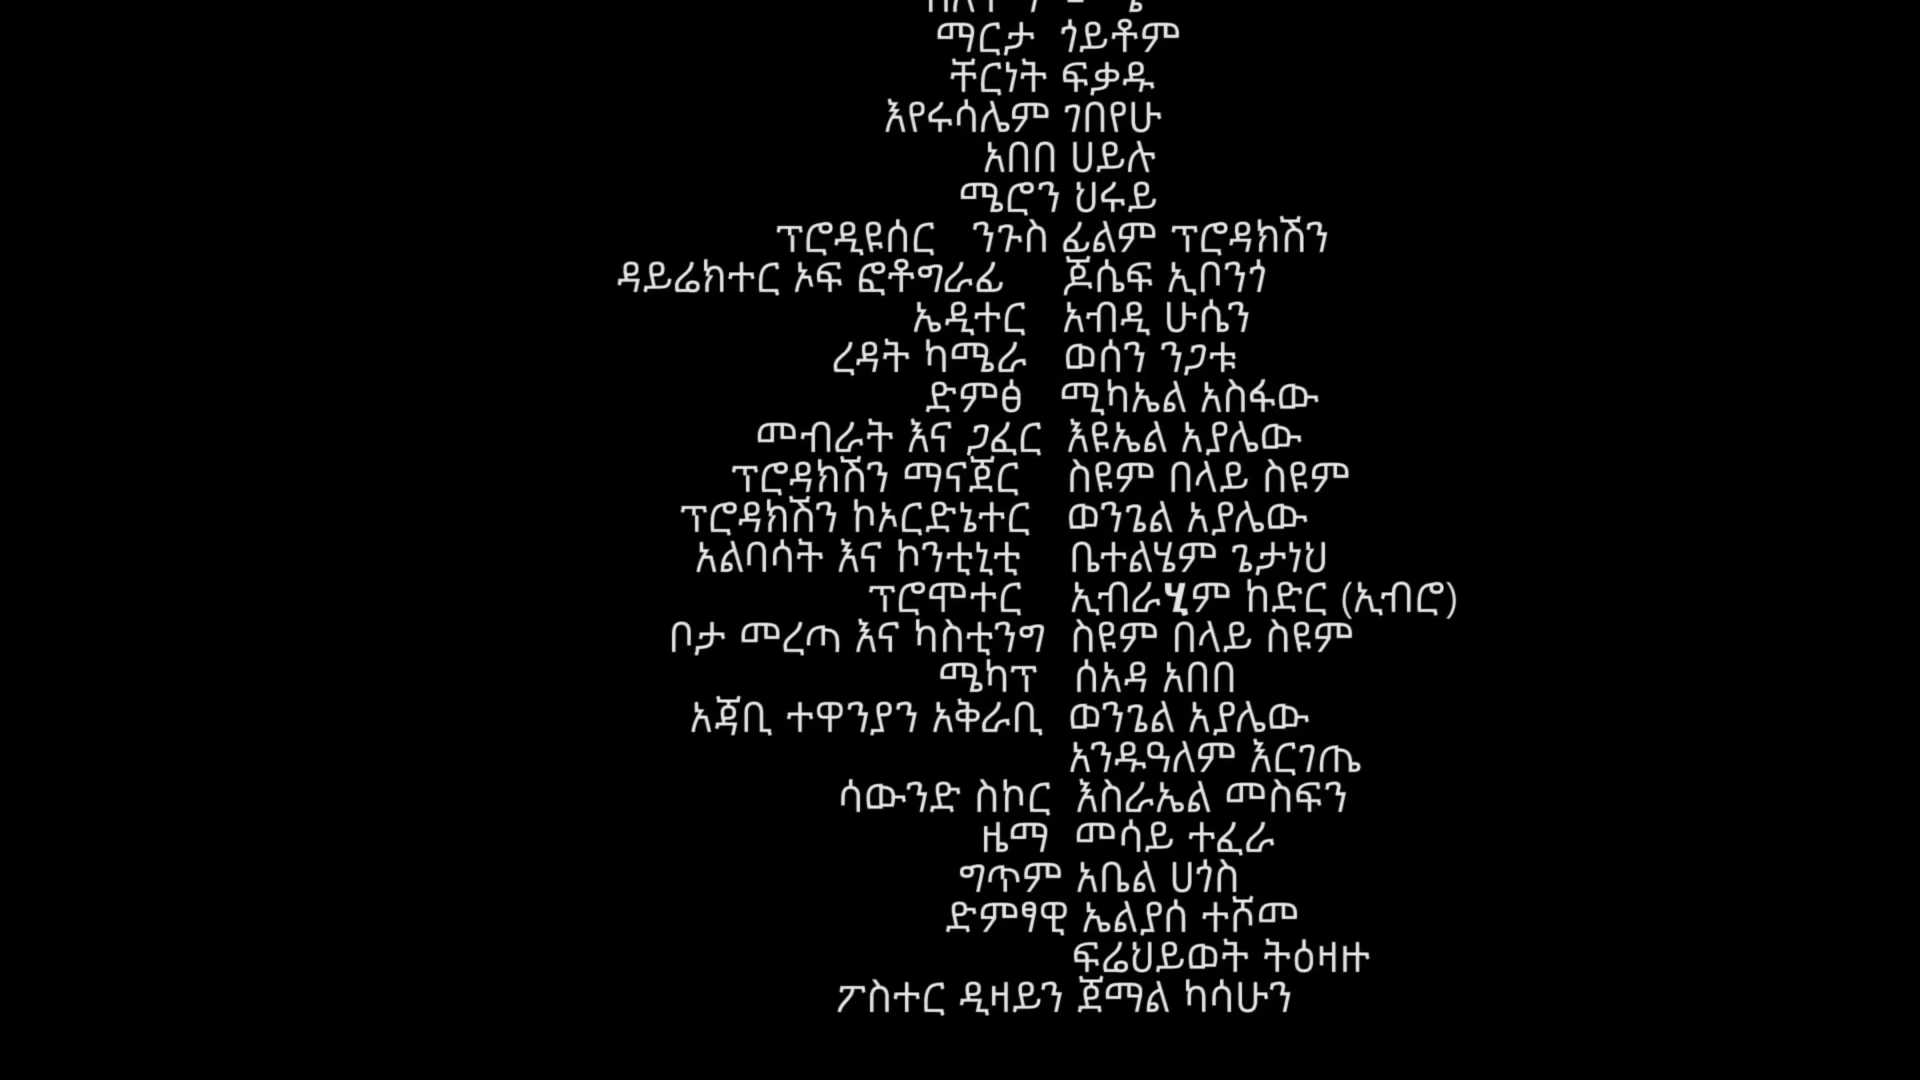 ማርታ ጎይቶም
ቸርነት ፍቃዱ
እየሩሳሌም ገበየሁ
አበበ ሀይሉ
ሜሮን ህሩይ
ፕሮዲዩሰር ንጉስ ፊልም ፕሮዳክሽን
ዳይሬክተር ኦፍ ፎቶግራፊ ጆሴፍ ኢቦንጎ
ኤዲተር አብዲ ሁሴን
ረዳት ካሜራ ወሰን ንጋቱ
ድምፅ ሚካኤል አስፋው
መብራት እና ጋፈር እዩኤል አያሌው
ፕሮዳክሽን ማናጀር ስዩም በላይ ስዩም
ፕሮዳክሽን ኮኦርድኔተር ወንጌል አያሌው
አልባሳት እና ኮንቲኒቲ ቤተልሄም ጌታነህ
ፕሮሞተር ኢብራሂም ከድር (ኢብሮ)
ቦታ መረጣ እና ካስቲንግ ስዩም በላይ ስዩም
ሜካፕ ሰአዳ አበበ
አጃቢ ተዋንያን አቅራቢ ወንጌል አያሌው
አንዱዓለም እርገጤ
ሳውንድ ስኮር እስራኤል መስፍን
ዜማ መሳይ ተፈራ
ግጥም አቤል ሀጎስ
ድምፃዊ ኤልያሰ ተሾመ
ፍሬህይወት ትዕዛዙ
ፖስተር ዲዛይን ጀማል ካሳሁን